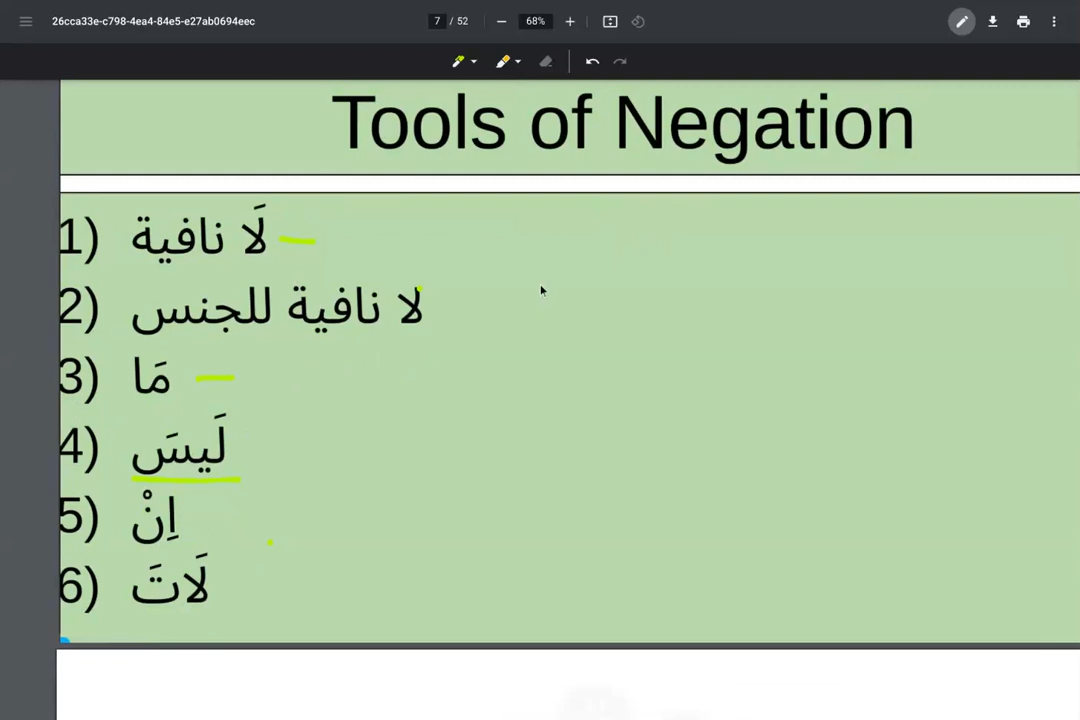 26cca33e-c798-4ea4-84e5-e27ab0694eec
7 / 52
68%
Tools of Negation
1) لَا نافية
2) لا نافية للجنس
3) مَا
4) لَيسَ
5) اِنْ
6) لَاتَ